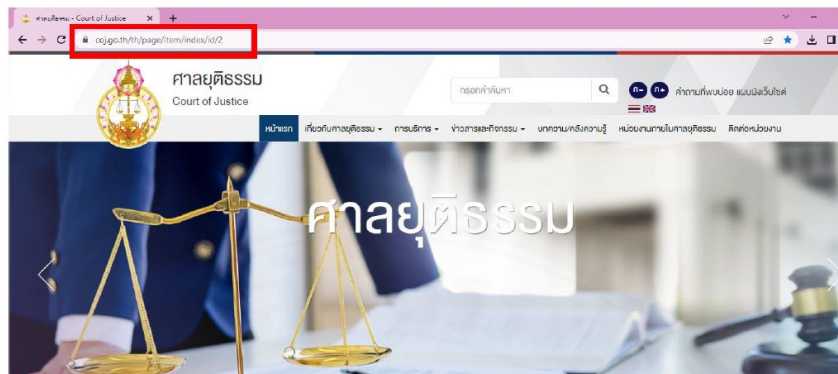 ศาลยุติธรรม - Court of Justice
coj.go.th/th/page/item/index/id/2
ศาลยุติธรรม
Court of Justice
กรอกคำค้นหา
ก- ก+ คำถามที่พบบ่อย แผนผังเว็บไซต์
หน้าแรก เกี่ยวกับศาลยุติธรรม การบริการ ข่าวสารและกิจกรรม บทความ/คลังความรู้ หน่วยงานภายในศาลยุติธรรม ติดต่อหน่วยงาน
ศาลยุติธรรม